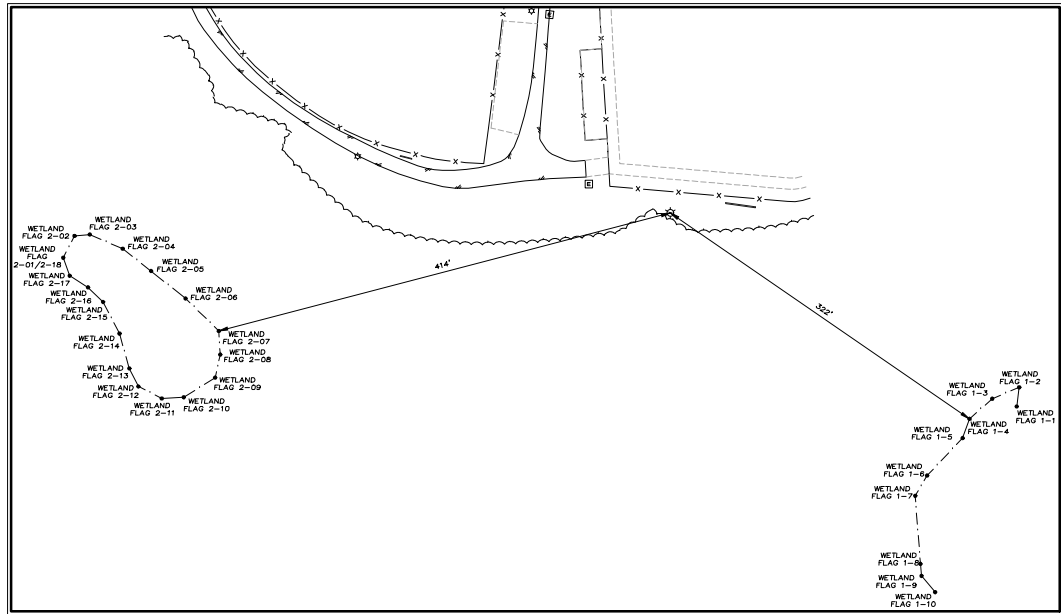 E
E
414'
322'
WETLAND
FLAG 2-03
WETLAND
FLAG 2-02
WETLAND
FLAG 2-04
WETLAND
FLAG
2-01/2-18
WETLAND
FLAG 2-05
WETLAND
FLAG 2-17
WETLAND
FLAG 2-16
WETLAND
FLAG 2-06
WETLAND
FLAG 2-15
WETLAND
FLAG 2-07
WETLAND
FLAG 2-14
WETLAND
FLAG 2-08
WETLAND
FLAG 2-13
WETLAND
FLAG 2-09
WETLAND
FLAG 2-12
WETLAND
FLAG 2-10
WETLAND
FLAG 2-11
WETLAND
FLAG 1-2
WETLAND
FLAG 1-3
WETLAND
FLAG 1-1
WETLAND
FLAG 1-4
WETLAND
FLAG 1-5
WETLAND
FLAG 1-6
WETLAND
FLAG 1-7
WETLAND
FLAG 1-8
WETLAND
FLAG 1-9
WETLAND
FLAG 1-10